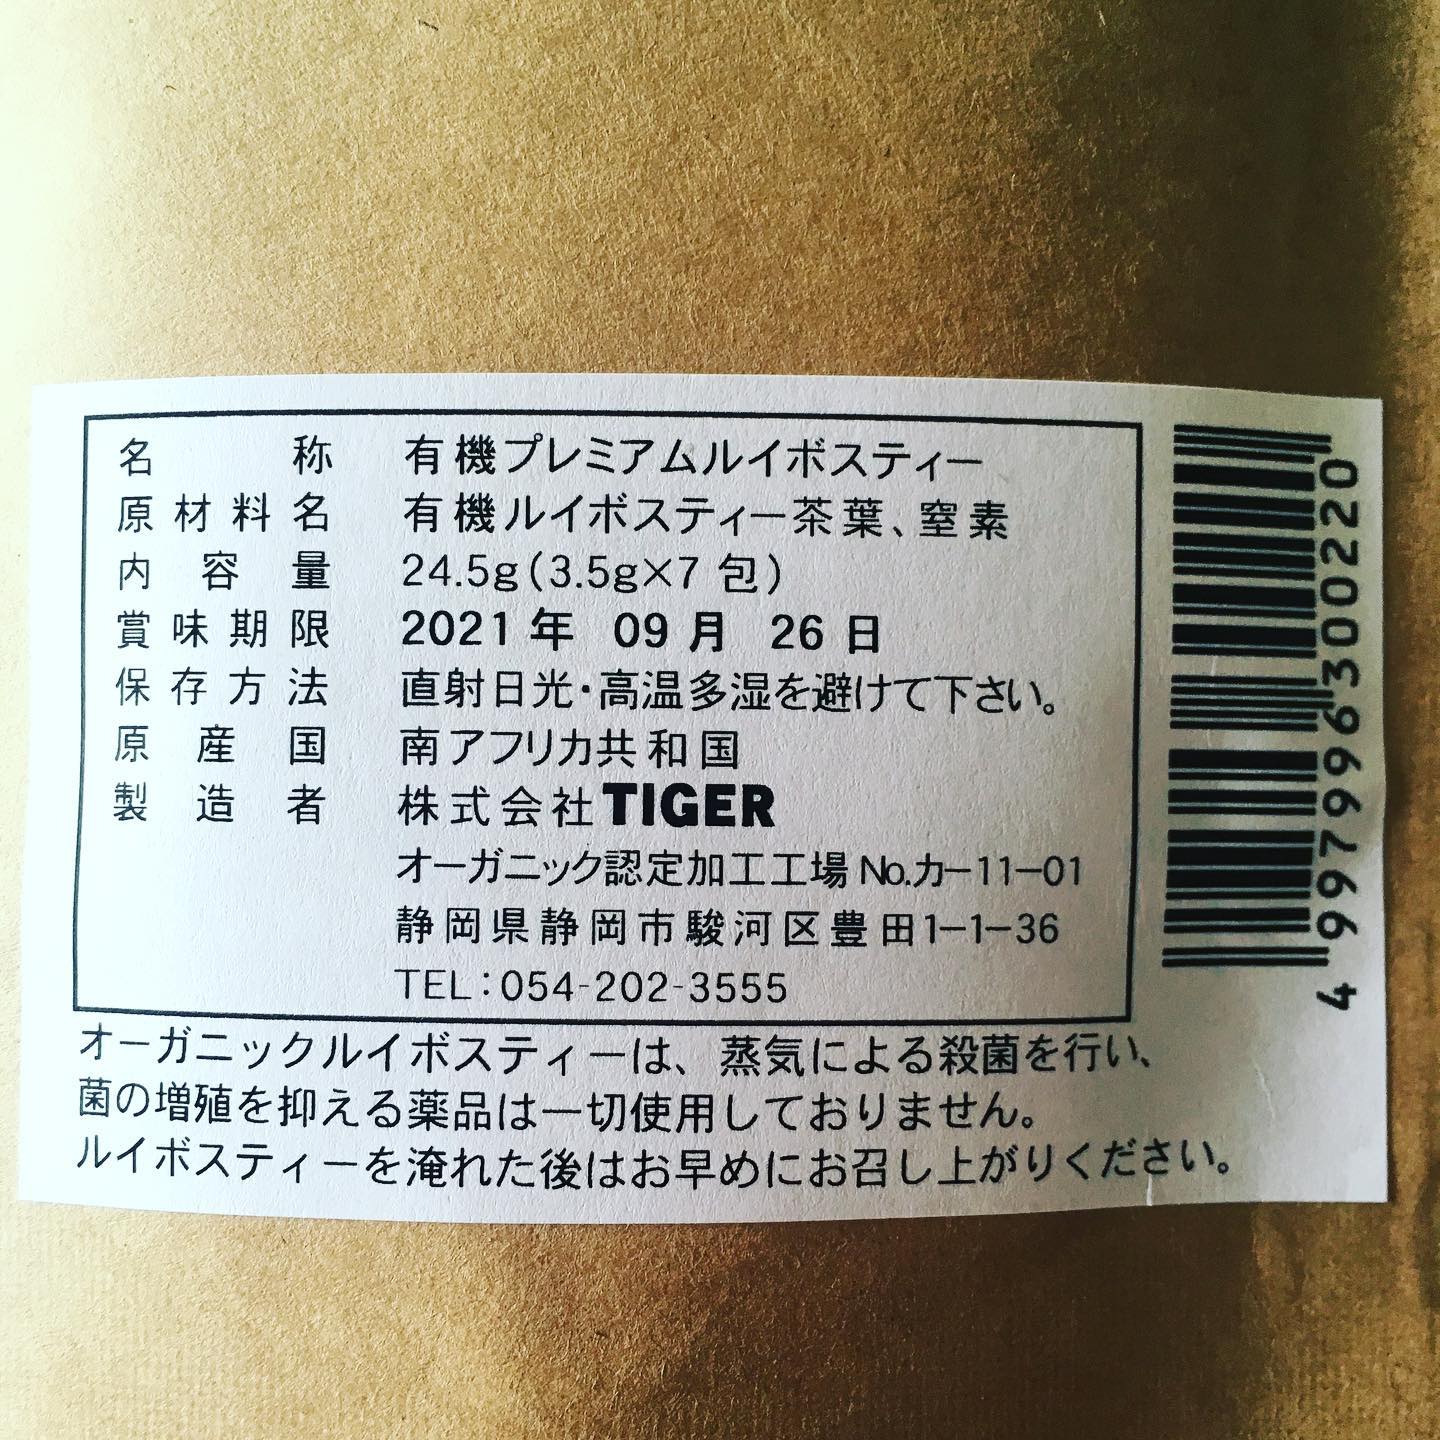 名称 有機プレミアムルイボスティー
原材料名 有機ルイボスティー茶葉、窒素
内容量 24.5g(3.5g×7 包)
賞味期限 2021年 09月 26日
保存方法 直射日光・高温多湿を避けて下さい。
原産国 南アフリカ共和国
製造者 株式会社TIGER
オーガニック認定加工工場 No.カ-11-01
静岡県静岡市駿河区豊田1-1-36
TEL:054-202-3555
オーガニックルイボスティーは、蒸気による殺菌を行い、
菌の増殖を抑える薬品は一切使用しておりません。
ルイボスティーを淹れた後はお早めにお召し上がりください。
4997996300220